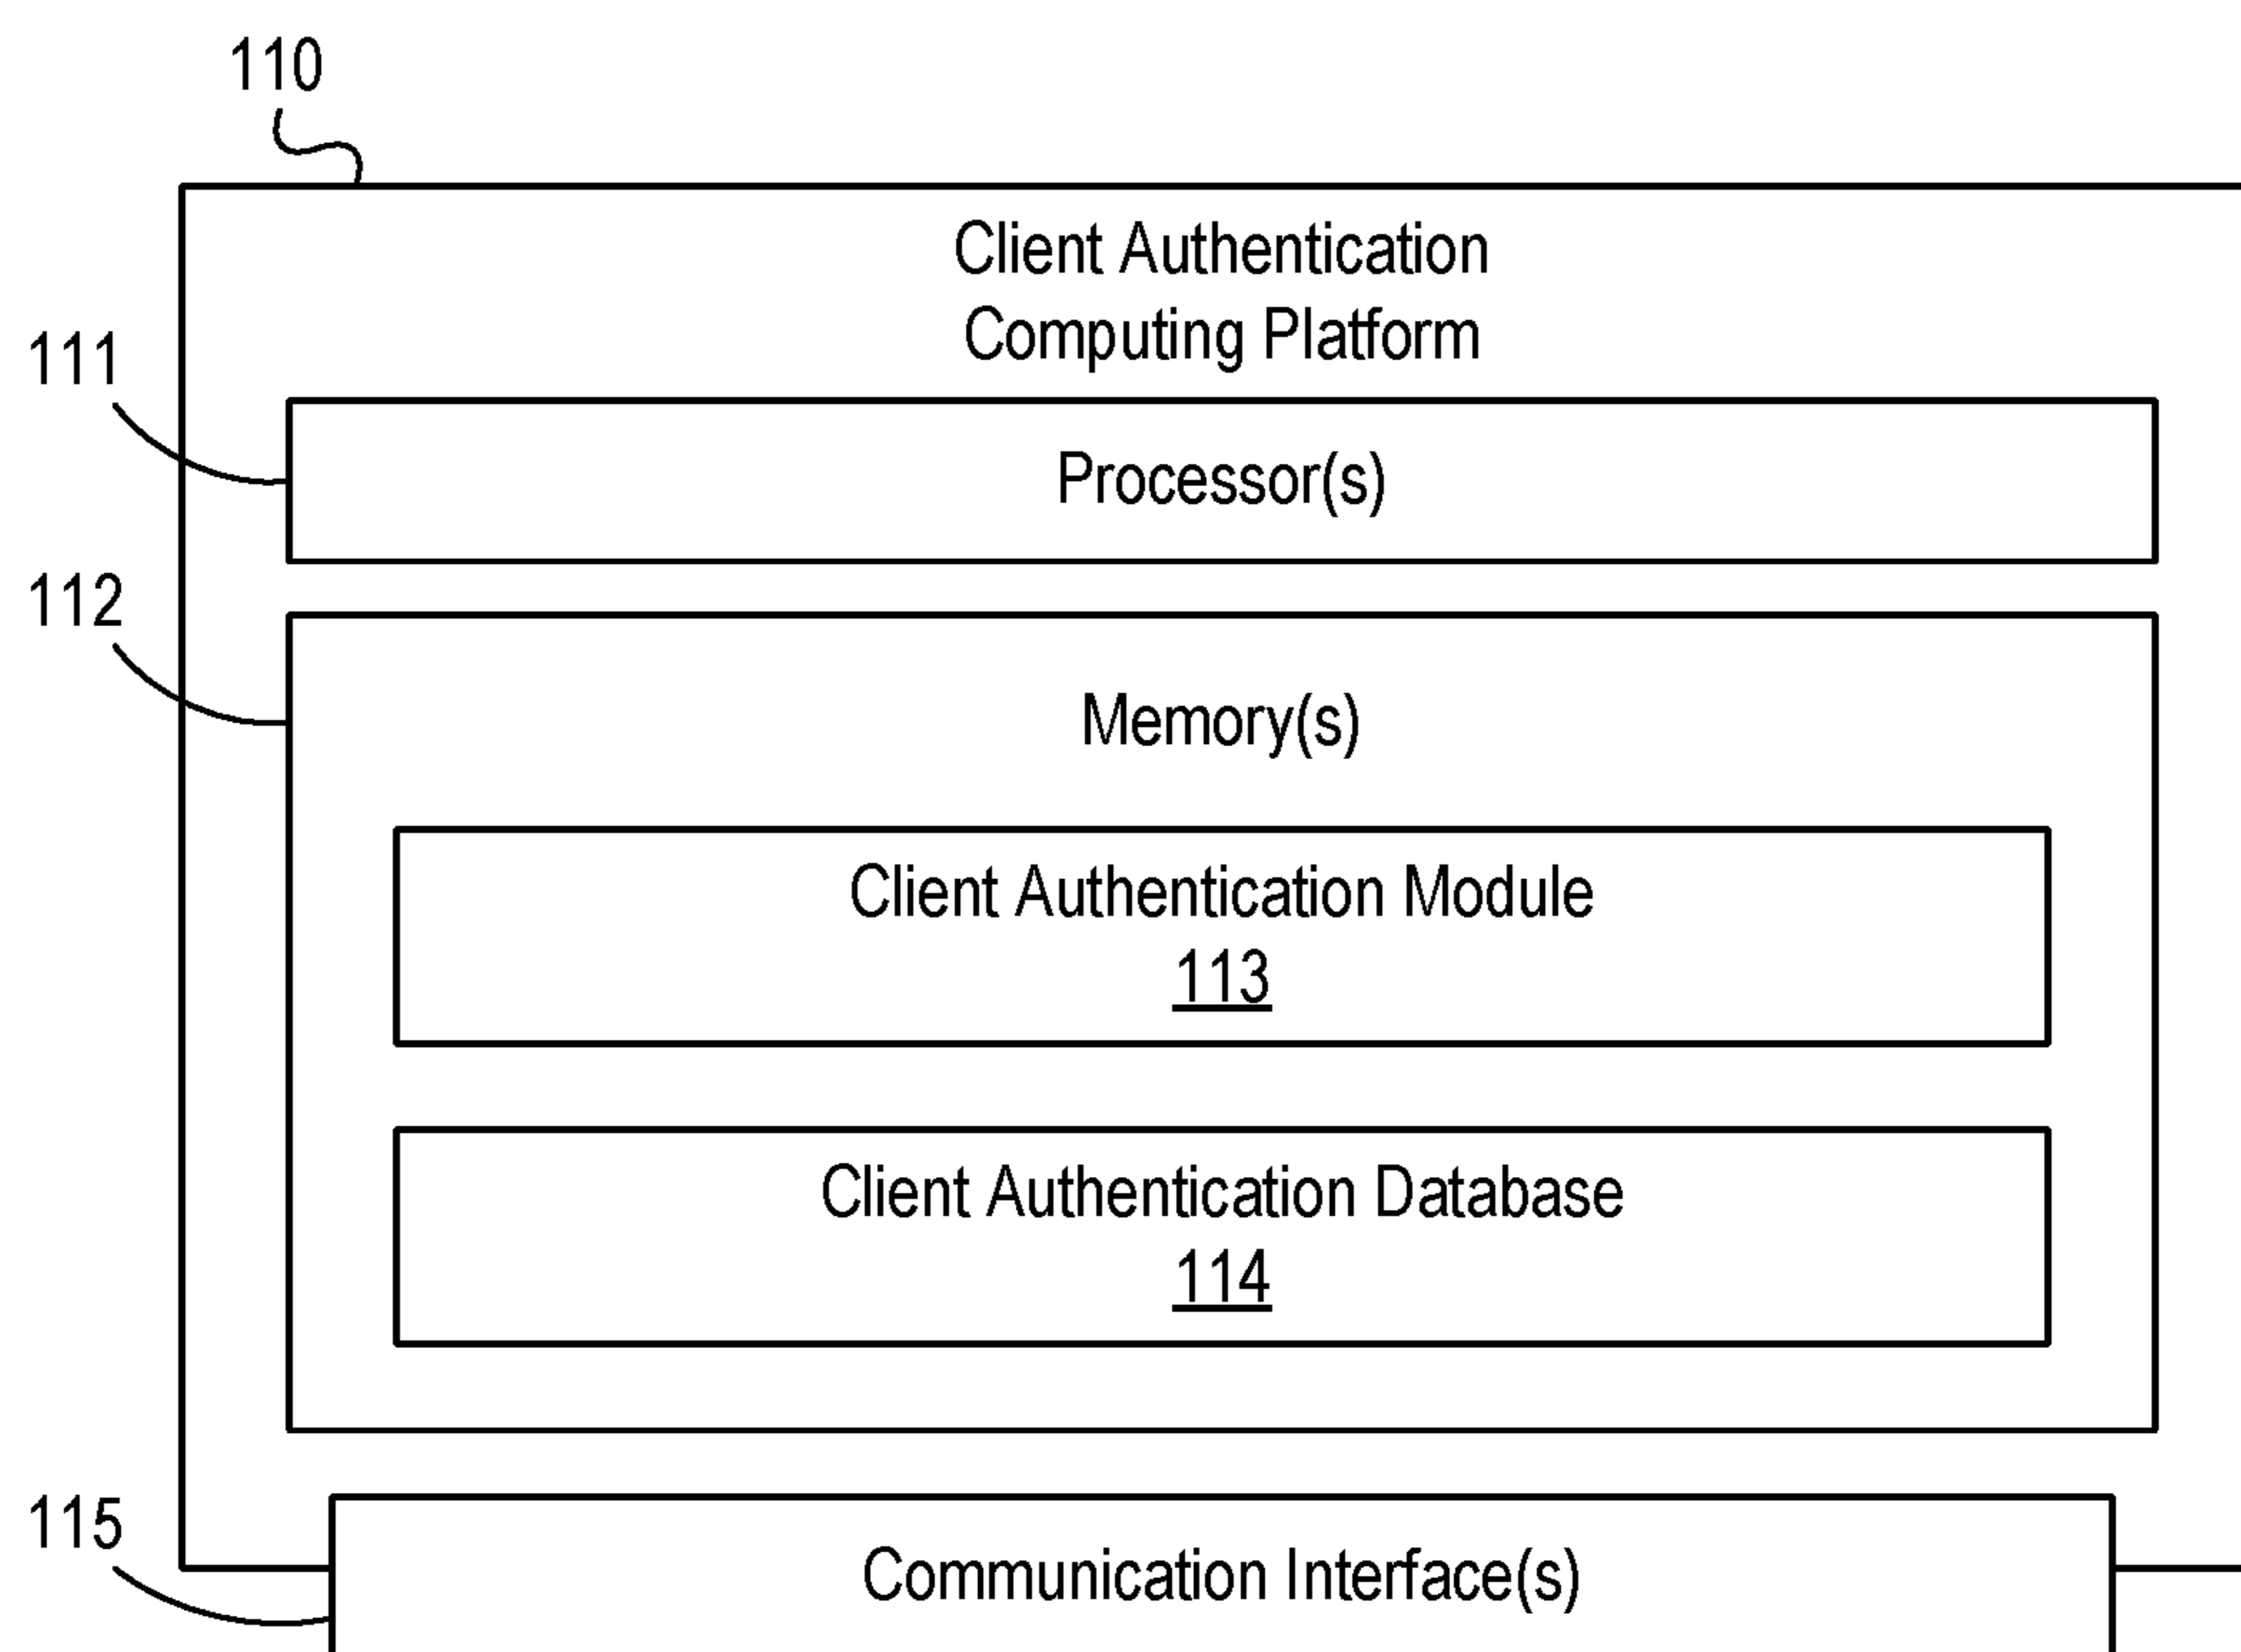 110
Client Authentication
Computing Platform
111
Processor(s)
112
Memory(s)
Client Authentication Module
113
Client Authentication Database
114
115
Communication Interface(s)